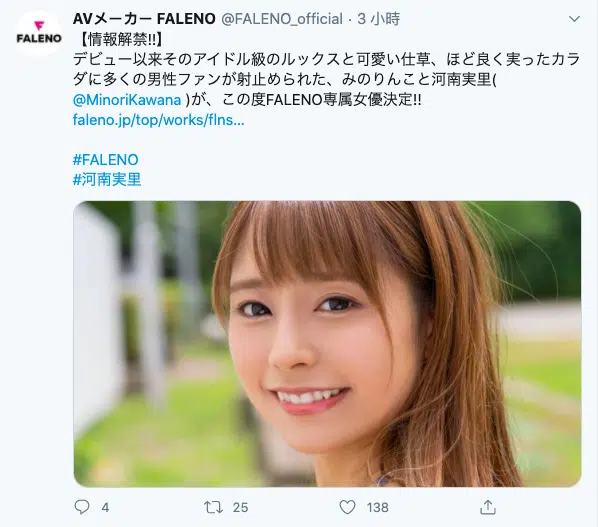 FALENO
AVメーカー FALENO @FALENO_official · 3 小時
【情報解禁!!】
デビュー以来そのアイドル級のルックスと可愛い仕草、ほど良く実ったカラ
ダに多くの男性ファンが射止められた、みのりんこと河南実里(
@MinoriKawana )が、この度FALENO専属女優決定!!
faleno.jp/top/works/flns...
#FALENO
#河南実里
4 25 138